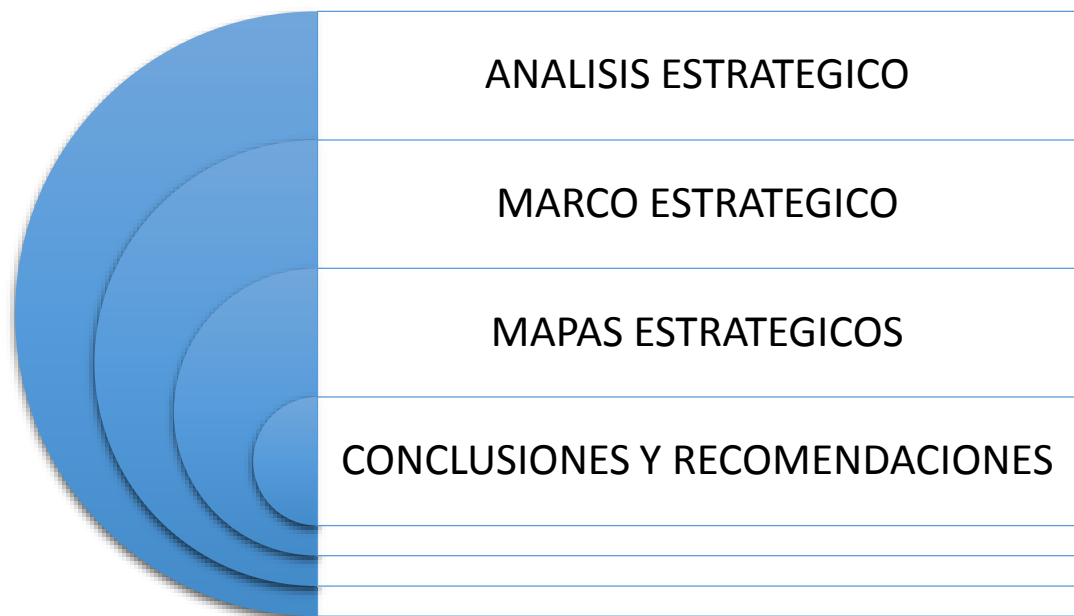 ANALISIS ESTRATEGICO
MARCO ESTRATEGICO
MAPAS ESTRATEGICOS
CONCLUSIONES Y RECOMENDACIONES